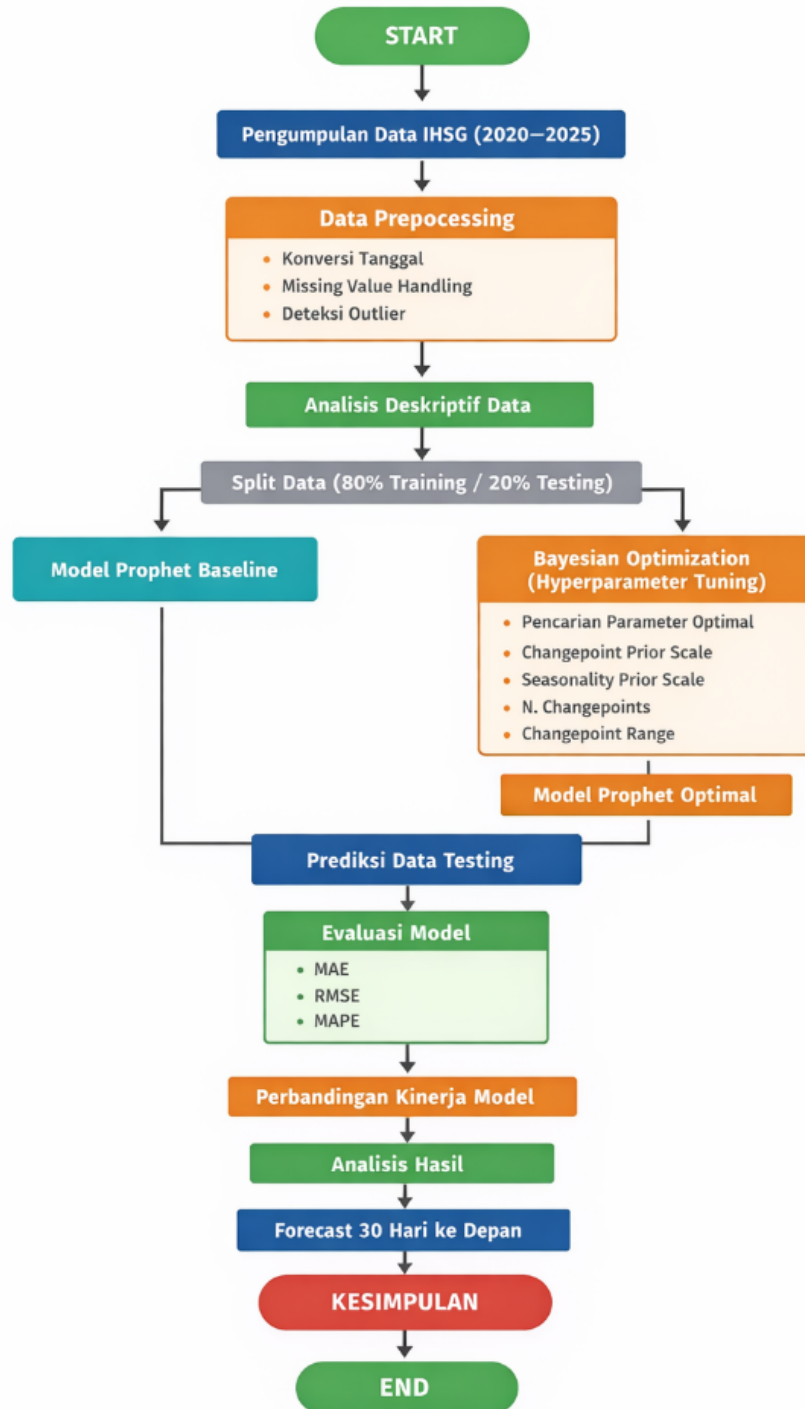 START
Pengumpulan Data IHSG (2020—2025)
Data Prepocessing
• Konversi Tanggal
• Missing Value Handling
• Deteksi Outlier
Analisis Deskriptif Data
Split Data (80% Training / 20% Testing)
Model Prophet Baseline
Bayesian Optimization
(Hyperparameter Tuning)
• Pencarian Parameter Optimal
• Changepoint Prior Scale
• Seasonality Prior Scale
• N. Changepoints
• Changepoint Range
Model Prophet Optimal
Prediksi Data Testing
Evaluasi Model
• MAE
• RMSE
• MAPE
Perbandingan Kinerja Model
Analisis Hasil
Forecast 30 Hari ke Depan
KESIMPULAN
END